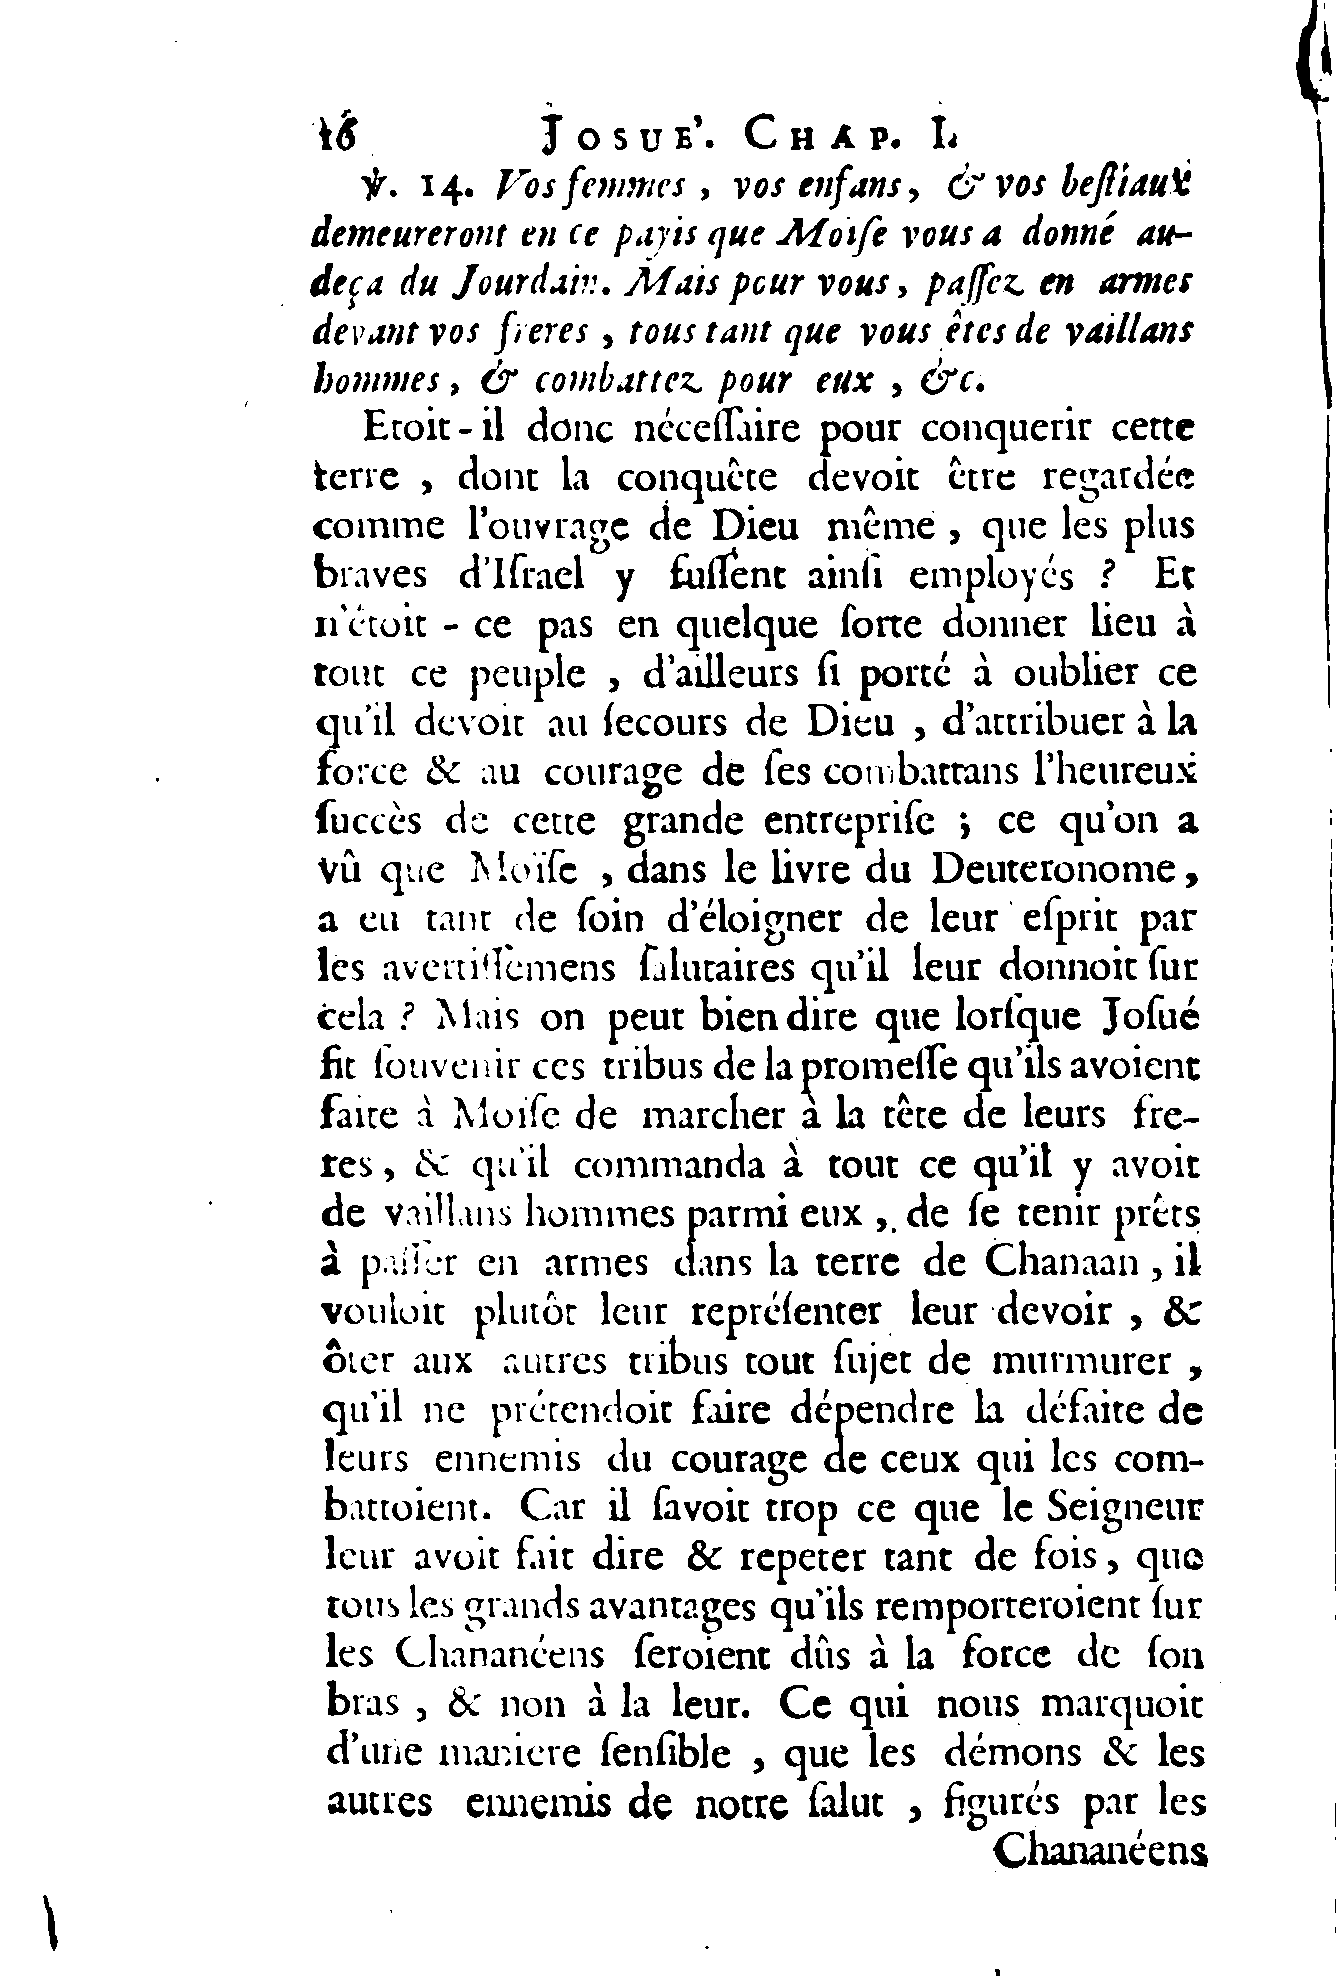 16 JOSUE'. CHAP. I.
℣. 14. Vos femmes, vos enfans, & vos beſtiaux
demeureront en ce payis que Moiſe vous a donné au-
deça du Jourdain. Mais pour vous, paſſez en armes
devant vos freres, tous tant que vous êtes de vaillans
hommes, & combattez pour eux, &c.
Etoit-il donc néceſſaire pour conquerir cette
terre, dont la conquête devoit être regardée
comme l'ouvrage de Dieu même, que les plus
braves d'Iſrael y fuſſent ainſi employés ? Et
n'étoit-ce pas en quelque ſorte donner lieu à
tout ce peuple, d'ailleurs ſi porté à oublier ce
qu'il devoit au ſecours de Dieu, d'attribuer à la
force & au courage de ſes combattans l'heureux
ſuccès de cette grande entrepriſe ; ce qu'on a
vû que Moïſe, dans le livre du Deuteronome,
a eu tant de ſoin d'éloigner de leur eſprit par
les avertiſſemens ſalutaires qu'il leur donnoit ſur
cela ? Mais on peut bien dire que lorſque Joſué
fit ſouvenir ces tribus de la promeſſe qu'ils avoient
faite à Moiſe de marcher à la tête de leurs fre-
res, & qu'il commanda à tout ce qu'il y avoit
de vaillans hommes parmi eux, de ſe tenir prêts
à paſſer en armes dans la terre de Chanaan, il
vouloit plutôt leur repréſenter leur devoir, &
ôter aux autres tribus tout ſujet de murmurer,
qu'il ne prétendoit faire dépendre la défaite de
leurs ennemis du courage de ceux qui les com-
battoient. Car il ſavoit trop ce que le Seigneur
leur avoit fait dire & repeter tant de fois, que
tous les grands avantages qu'ils remporteroient ſur
les Chananéens ſeroient dûs à la force de ſon
bras, & non à la leur. Ce qui nous marquoit
d'une maniere ſenſible, que les démons & les
autres ennemis de notre ſalut, figurés par les
Chananéens